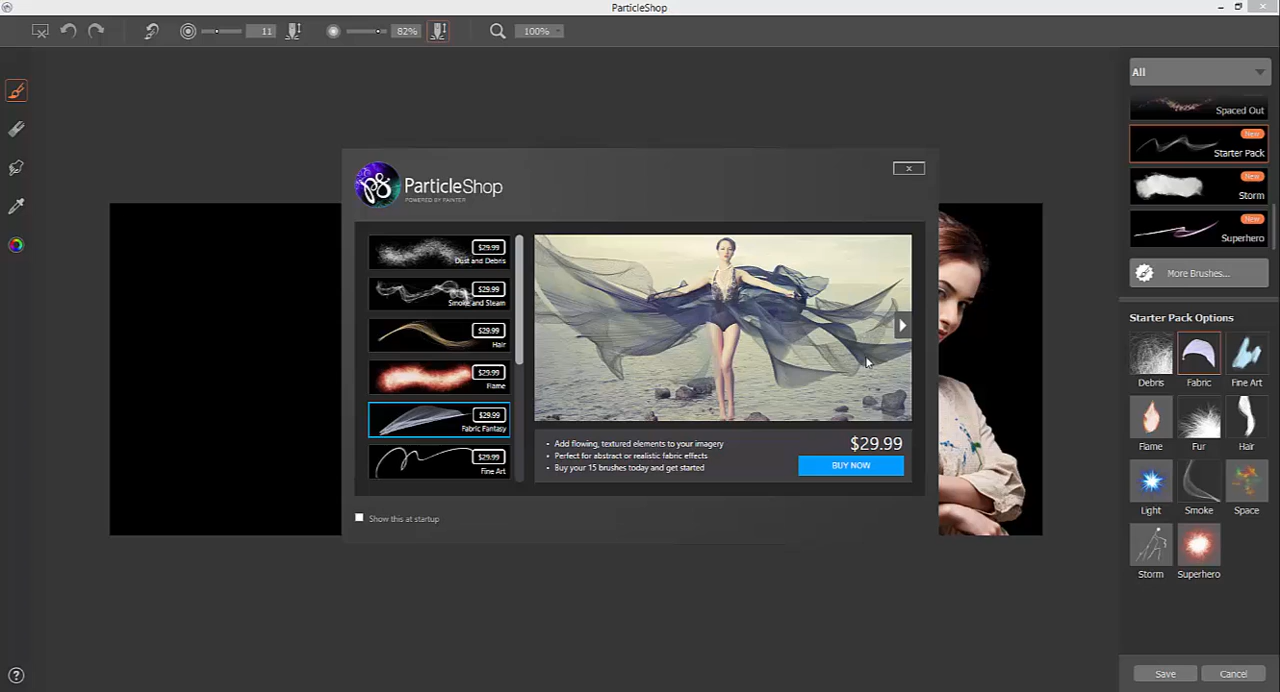 ParticleShop
11
82%
100%
All
Spaced Out
New
Starter Pack
New
Storm
New
Superhero
More Brushes...
Starter Pack Options
Debris
Fabric
Fine Art
Flame
Fur
Hair
Light
Smoke
Space
Storm
Superhero
ParticleShop
POWERED BY PAINTER
$29.99
Dust and Debris
$29.99
Smoke and Steam
$29.99
Hair
$29.99
Flame
$29.99
Fabric Fantasy
$29.99
Fine Art
• Add flowing, textured elements to your imagery
• Perfect for abstract or realistic fabric effects
• Buy your 15 brushes today and get started
$29.99
BUY NOW
Show this at startup
Save
Cancel